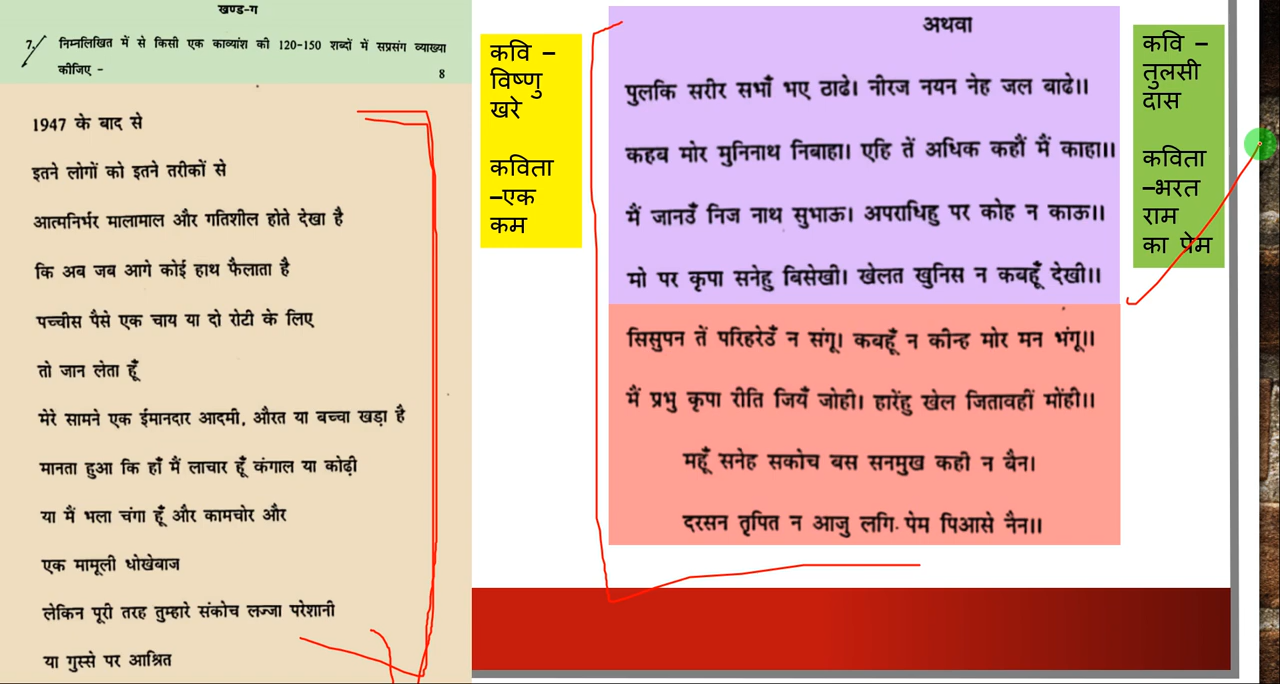 खण्ड-ग
7. निम्नलिखित में से किसी एक काव्यांश की 120-150 शब्दों में सप्रसंग व्याख्या
कीजिए - 8
1947 के बाद से
इतने लोगों को इतने तरीकों से
आत्मनिर्भर मालामाल और गतिशील होते देखा है
कि अब जब आगे कोई हाथ फैलाता है
पच्चीस पैसे एक चाय या दो रोटी के लिए
तो जान लेता हूँ
मेरे सामने एक ईमानदार आदमी, औरत या बच्चा खड़ा है
मानता हुआ कि हाँ मैं लाचार हूँ कंगाल या कोढ़ी
या मैं भला चंगा हूँ और कामचोर और
एक मामूली धोखेबाज
लेकिन पूरी तरह तुम्हारे संकोच लज्जा परेशानी
या गुस्से पर आश्रित
कवि –
विष्णु
खरे
कविता
–एक
कम
अथवा
पुलकि सरीर सभाँ भए ठाढे। नीरज नयन नेह जल बाढे।।
कहब मोर मुनिनाथ निबाहा। एहि तें अधिक कहौं मैं काहा।।
मैं जानउँ निज नाथ सुभाऊ। अपराधिहु पर कोह न काऊ।।
मो पर कृपा सनेहु बिसेखी। खेलत खुनिस न कबहूँ देखी।।
सिसुपन तें परिहरेउँ न संगू। कबहूँ न कीन्ह मोर मन भंगू।।
मैं प्रभु कृपा रीति जियँ जोही। हारेंहु खेल जितावहीं मोंही।।
महूँ सनेह सकोच बस सनमुख कही न बैन।
दरसन तृपित न आजु लगि पेम पिआसे नैन।।
कवि –
तुलसी
दास
कविता
–भरत
राम
का पेम